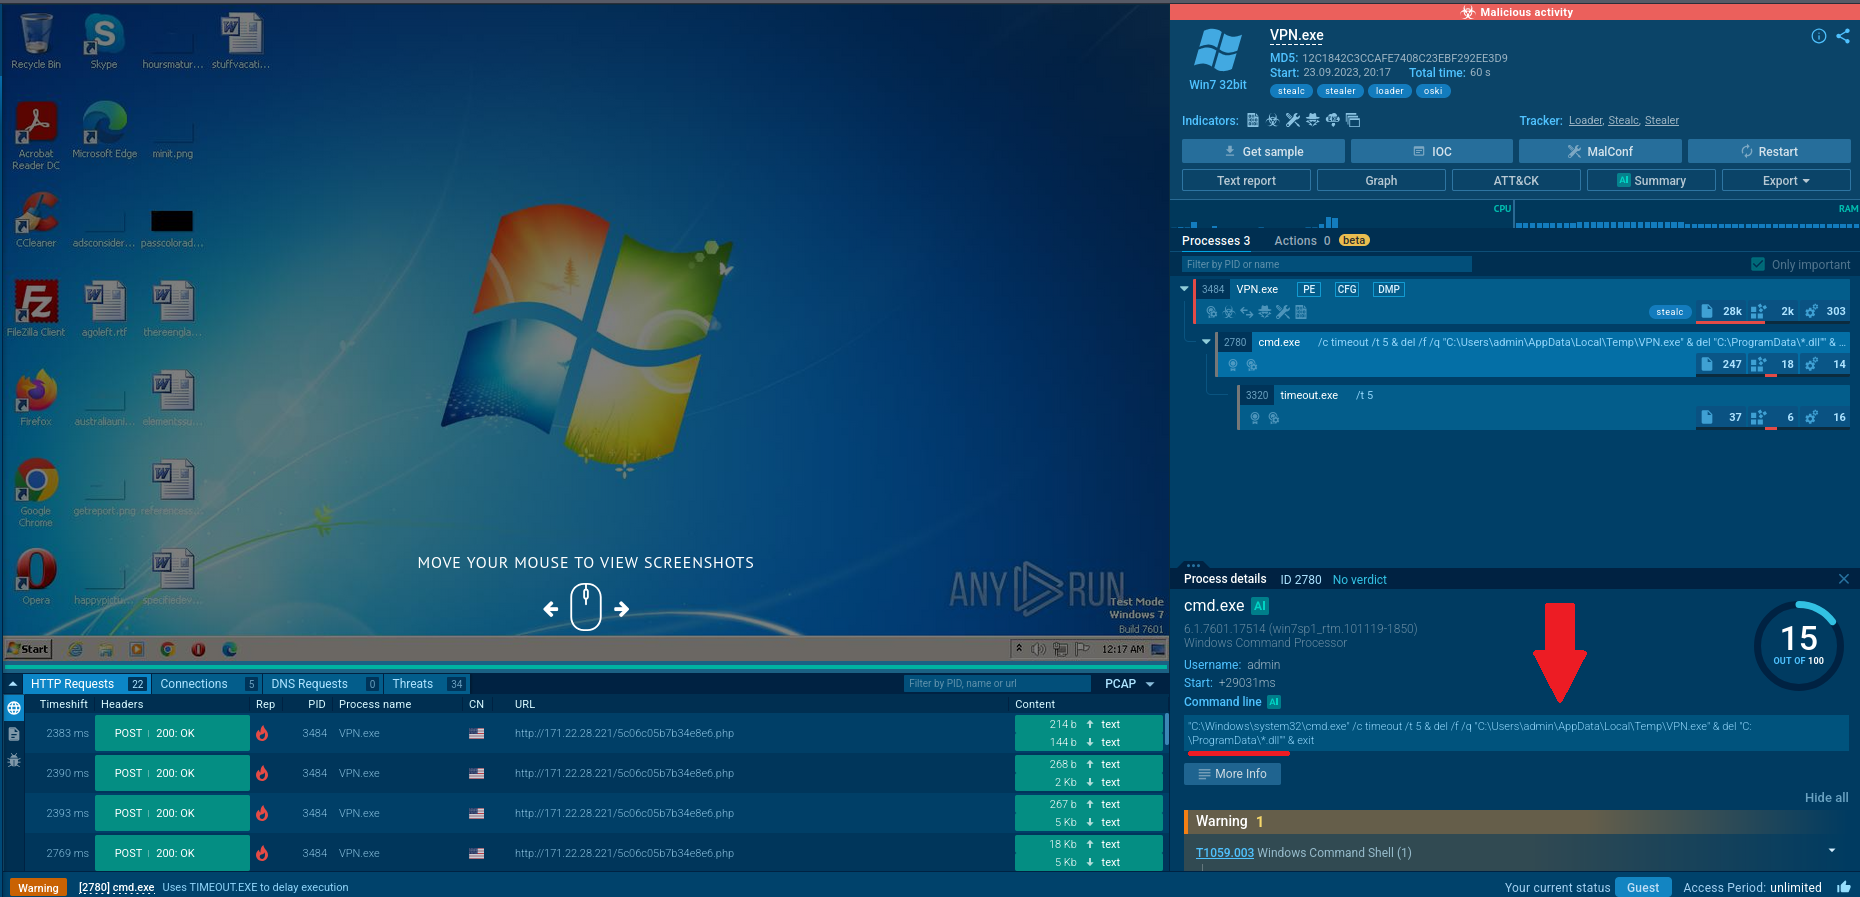 Recycle Bin
Skype
hoursmatur...
stuffvacati...
Acrobat
Reader DC
Microsoft Edge
minit.png
CCleaner
adsconsider...
passcolorad...
FileZilla Client
agoleft.rtf
thereengla...
Firefox
australiauni...
elementssu...
Google
Chrome
getreport.png
referenceas...
Opera
happypictu...
specifiedev...
MOVE YOUR MOUSE TO VIEW SCREENSHOTS
ANY RUN
Test Mode
Windows 7
Build 7601
Start
12:17 AM
Malicious activity
Win7 32bit
VPN.exe
MD5: 12C1842C3CCAFE7408C23EBF292EE3D9
Start: 23.09.2023, 20:17 Total time: 60 s
stealc stealer loader oski
Indicators:
Tracker: Loader, Stealc, Stealer
Get sample IOC MalConf Restart
Text report Graph ATT&CK AI Summary Export
CPU RAM
Processes 3 Actions 0 beta
Filter by PID or name
Only important
3484 VPN.exe PE CFG DMP
stealc 28k 2k 303
2780 cmd.exe /c timeout /t 5 & del /f /q "C:\Users\admin\AppData\Local\Temp\VPN.exe" & del "C:\ProgramData\*.dll"" & ...
247 18 14
3320 timeout.exe /t 5
37 6 16
Process details ID 2780 No verdict
cmd.exe AI
6.1.7601.17514 (win7sp1_rtm.101119-1850)
Windows Command Processor
Username: admin
Start: +29031ms
Command line AI
15
OUT OF 100
"C:\Windows\system32\cmd.exe" /c timeout /t 5 & del /f /q "C:\Users\admin\AppData\Local\Temp\VPN.exe" & del "C:
\ProgramData\*.dll"" & exit
More Info
Hide all
Warning 1
T1059.003 Windows Command Shell (1)
HTTP Requests 22 Connections 5 DNS Requests 0 Threats 34
Filter by PID, name or url
PCAP
Timeshift Headers Rep PID Process name CN URL Content
2383 ms POST 200: OK 3484 VPN.exe http://171.22.28.221/5c06c05b7b34e8e6.php 214 b text
144 b text
2390 ms POST 200: OK 3484 VPN.exe http://171.22.28.221/5c06c05b7b34e8e6.php 268 b text
2 Kb text
2393 ms POST 200: OK 3484 VPN.exe http://171.22.28.221/5c06c05b7b34e8e6.php 267 b text
5 Kb text
2769 ms POST 200: OK 3484 VPN.exe http://171.22.28.221/5c06c05b7b34e8e6.php 18 Kb text
5 Kb text
Warning [2780] cmd.exe Uses TIMEOUT.EXE to delay execution
Your current status Guest Access Period: unlimited